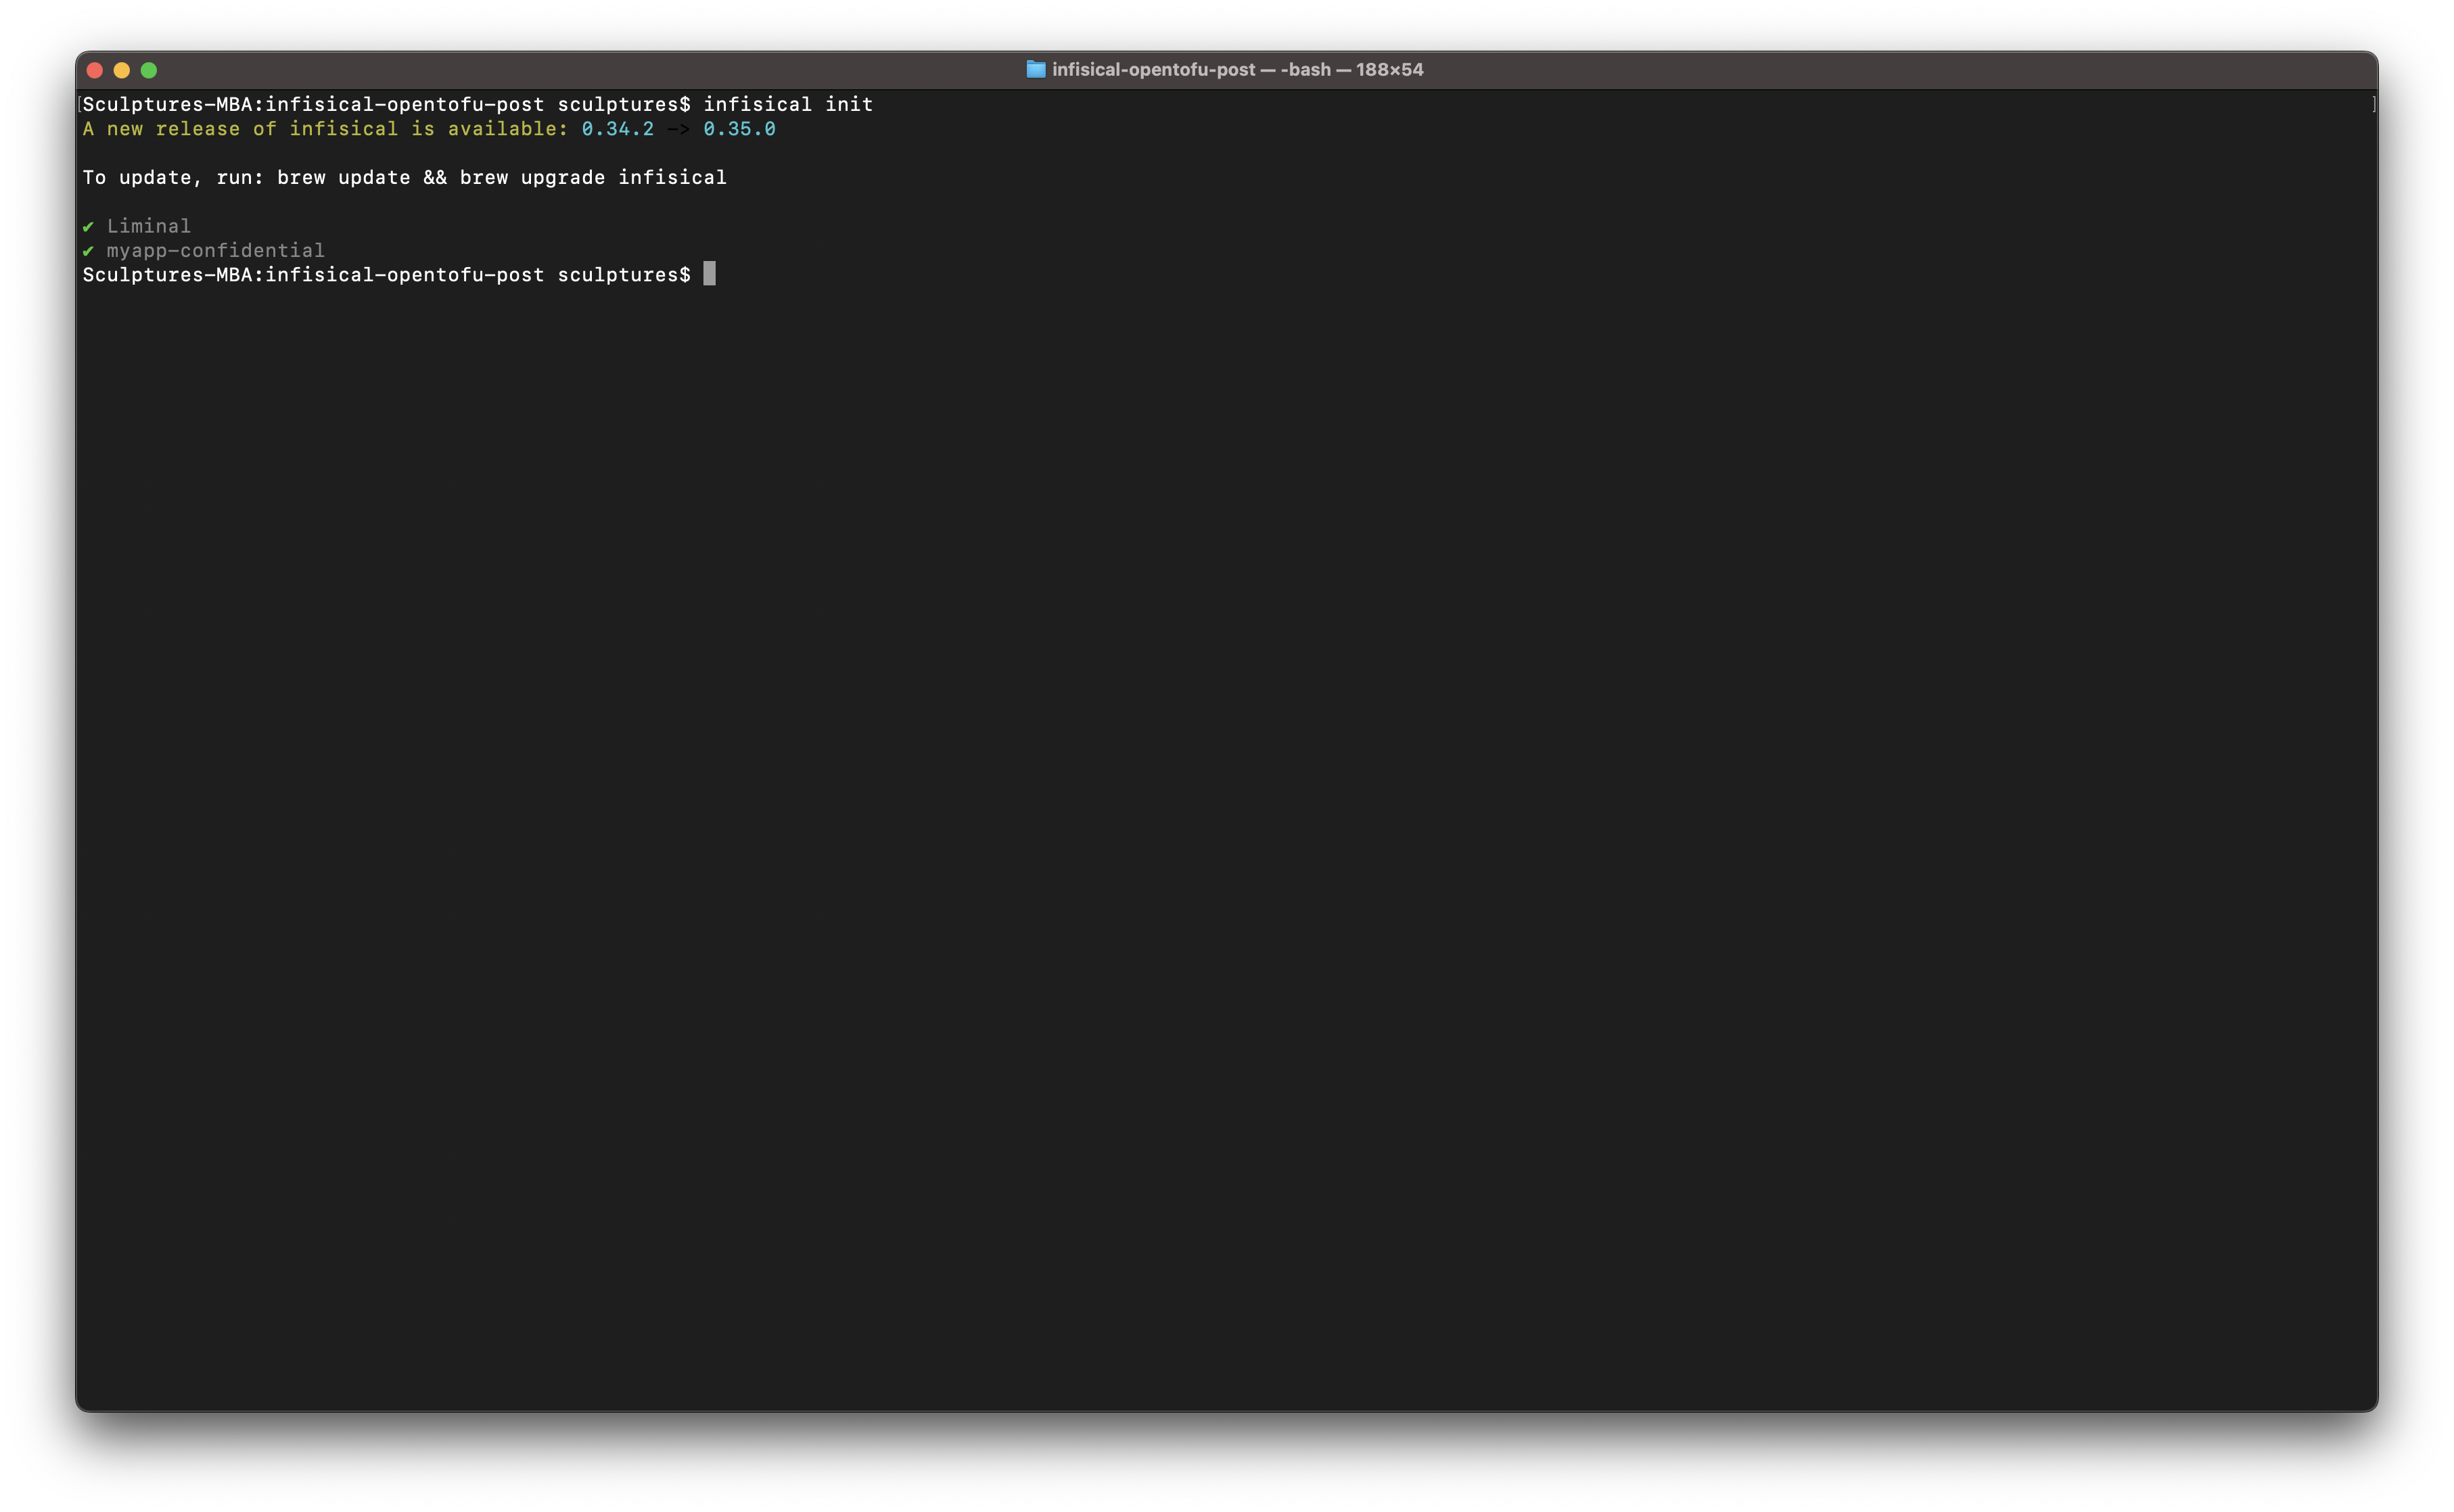 infisical-opentofu-post — -bash — 188×54
[Sculptures-MBA:infisical-opentofu-post sculptures$ infisical init ]
A new release of infisical is available: 0.34.2 -> 0.35.0
To update, run: brew update && brew upgrade infisical
✔ Liminal
✔ myapp-confidential
Sculptures-MBA:infisical-opentofu-post sculptures$